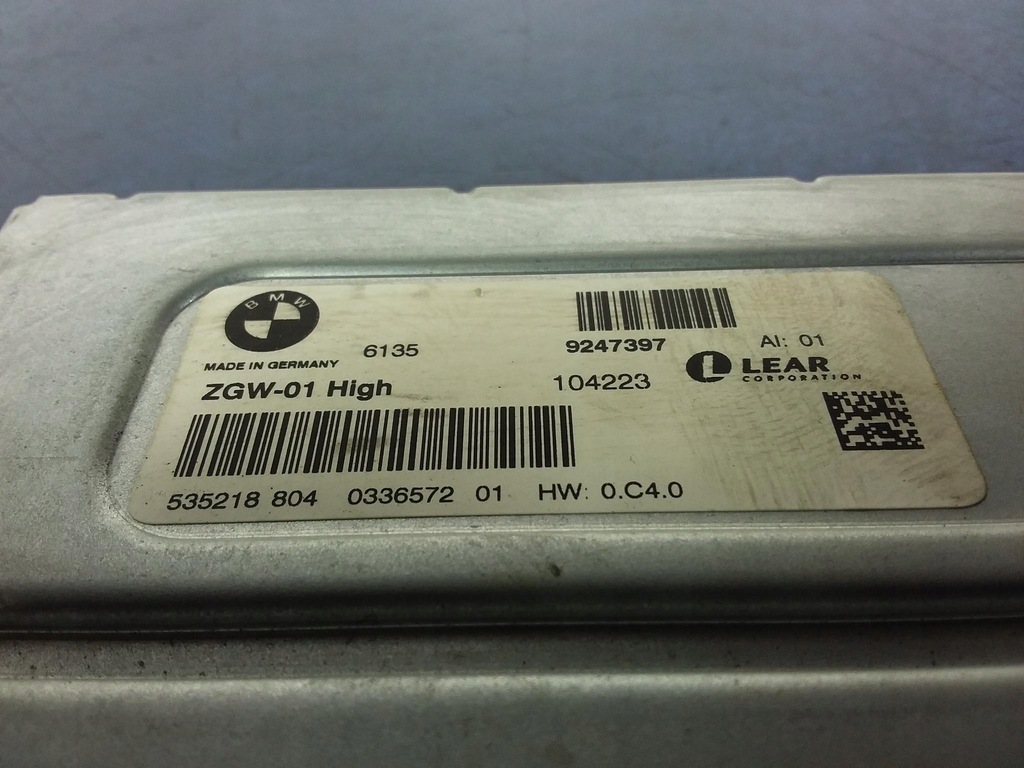 BMW
MADE IN GERMANY 6135
ZGW-01 High
9247397 AI: 01
104223 LEAR
CORPORATION
535218 804 0336572 01 HW: 0.C4.0